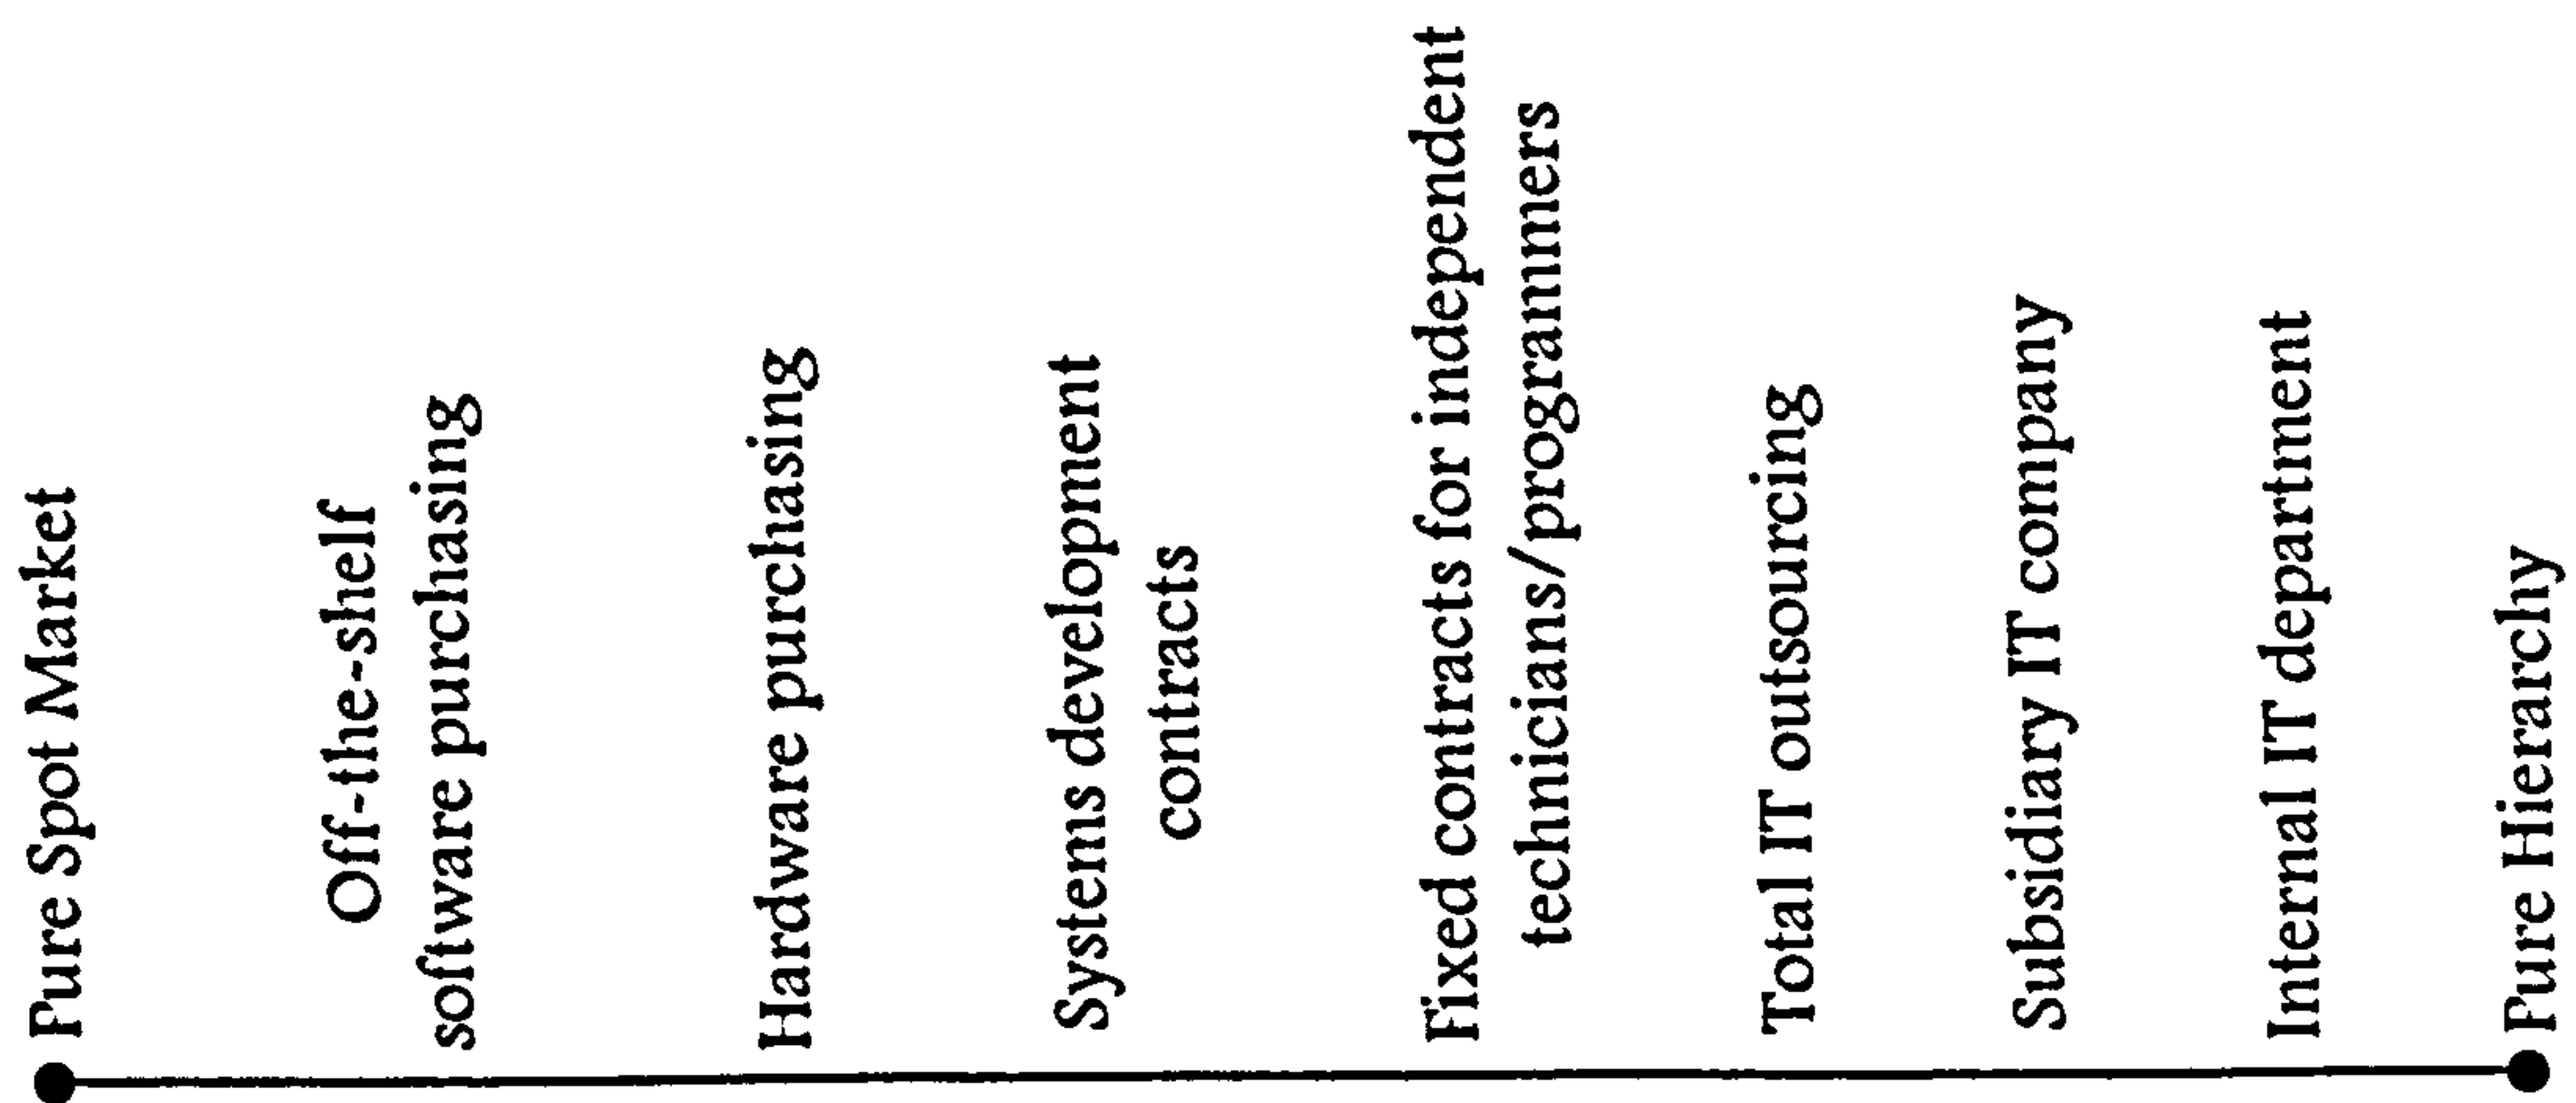 Pure Spot Market
Off-the-shelf
software purchasing
Hardware purchasing
Systems development
contracts
Fixed contracts for independent
technicians/programmers
Total IT outsourcing
Subsidiary IT company
Internal IT department
Pure Hierarchy